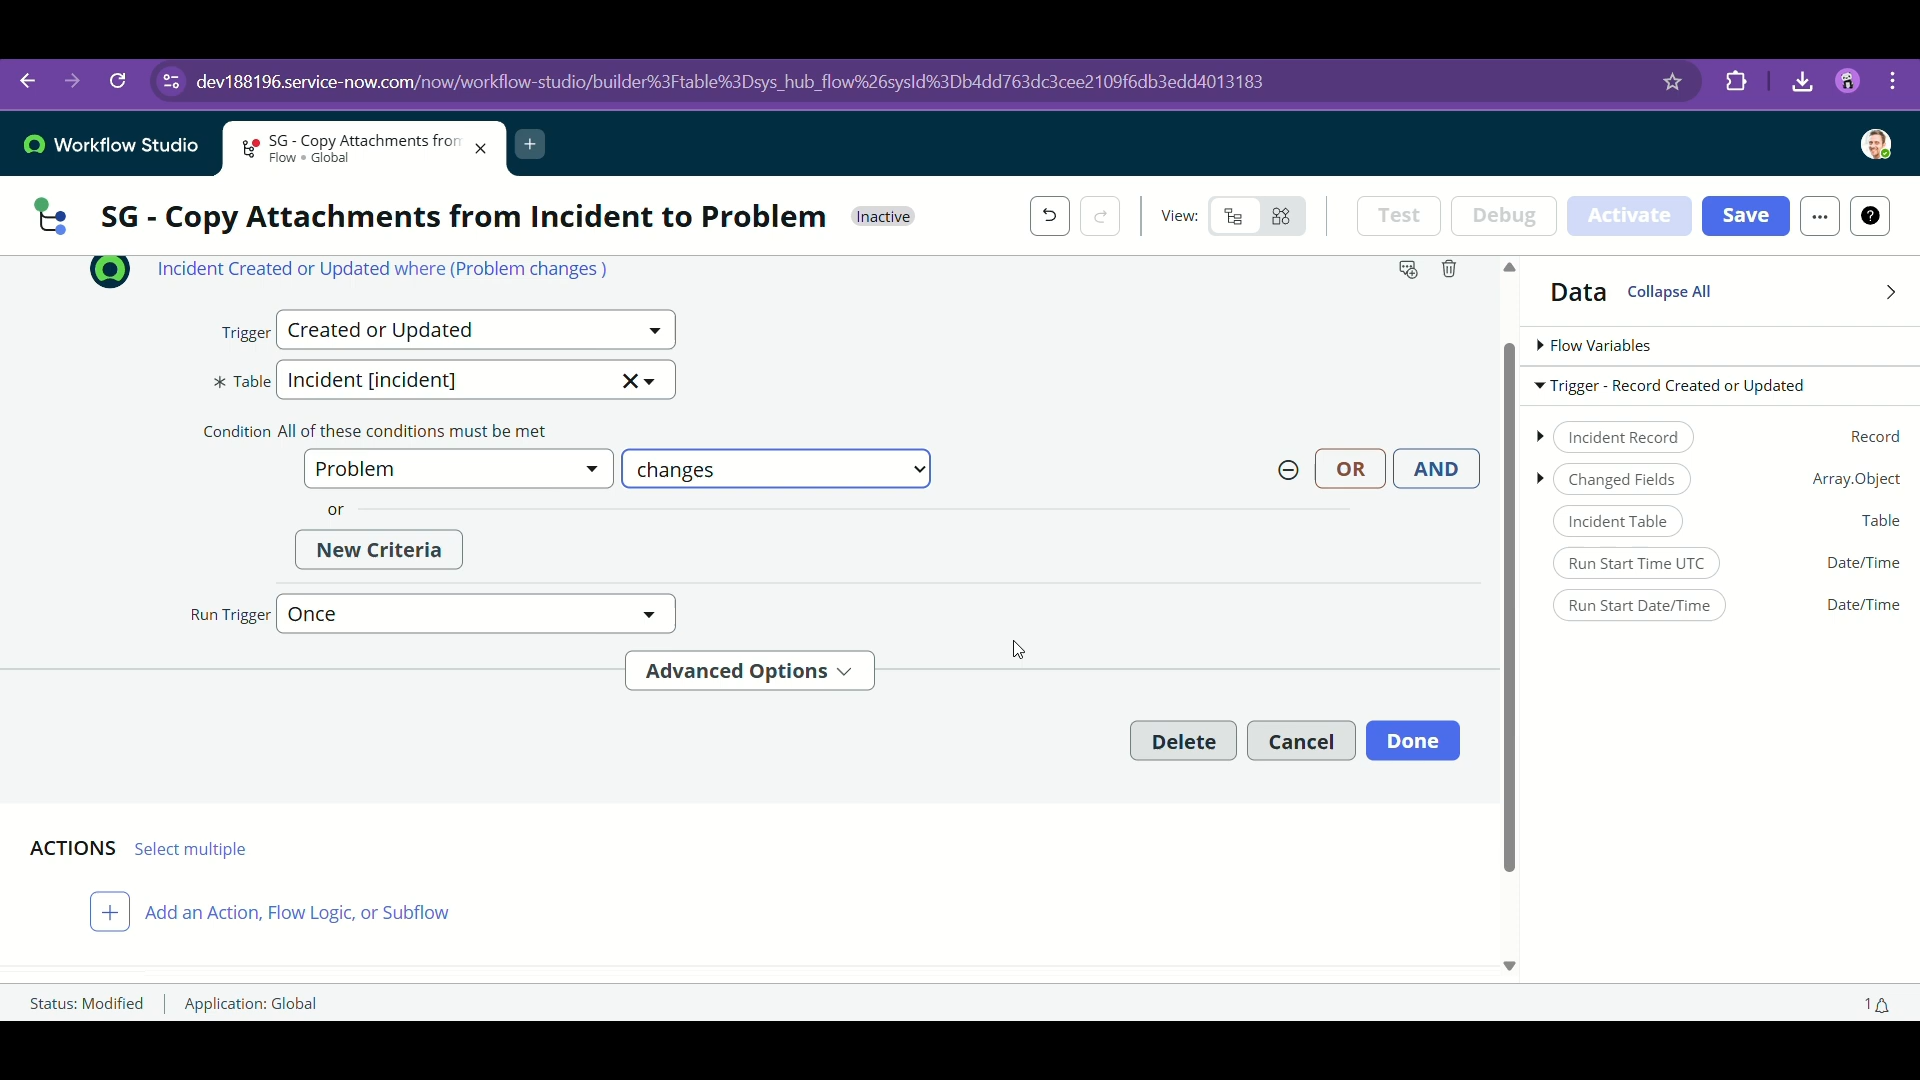 dev188196.service-now.com/now/workflow-studio/builder%3Ftable%3Dsys_hub_flow%26sysId%3Db4dd763dc3cee2109f6db3edd4013183
Workflow Studio
SG - Copy Attachments from
Flow • Global
SG - Copy Attachments from Incident to Problem
Inactive
View:
Test
Debug
Activate
Save
Incident Created or Updated where (Problem changes )
Trigger
Created or Updated
* Table
Incident [incident]
Condition
All of these conditions must be met
Problem
changes
OR
AND
or
New Criteria
Run Trigger
Once
Advanced Options
Delete
Cancel
Done
ACTIONS
Select multiple
Add an Action, Flow Logic, or Subflow
Data
Collapse All
Flow Variables
Trigger - Record Created or Updated
Incident Record
Record
Changed Fields
Array.Object
Incident Table
Table
Run Start Time UTC
Date/Time
Run Start Date/Time
Date/Time
Status: Modified
Application: Global
1